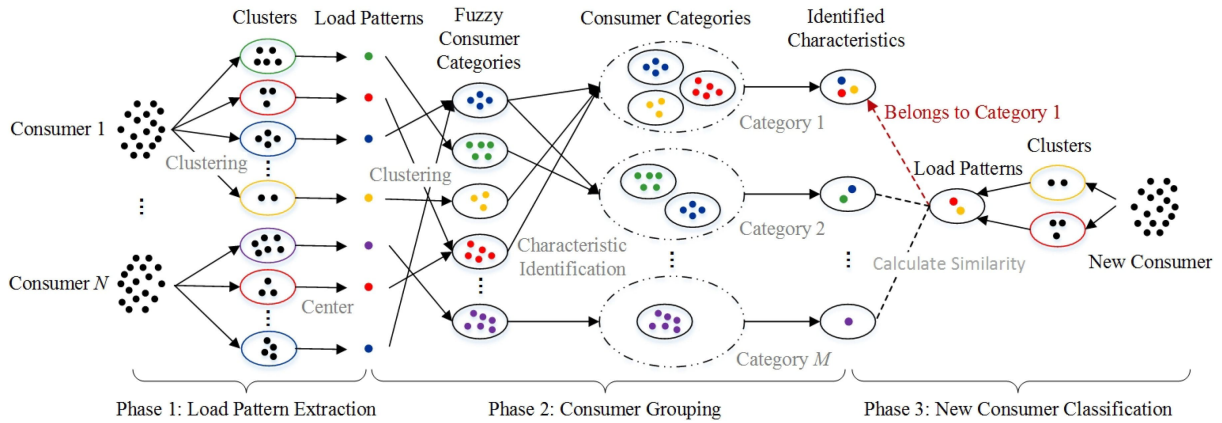 Clusters
Load Patterns
Fuzzy
Consumer
Categories
Consumer Categories
Identified
Characteristics
Consumer 1
Clustering
Clustering
Category 1
Belongs to Category 1
Clusters
Load Patterns
Category 2
Characteristic
Identification
Calculate Similarity
New Consumer
Consumer N
Center
Category M
Phase 1: Load Pattern Extraction
Phase 2: Consumer Grouping
Phase 3: New Consumer Classification